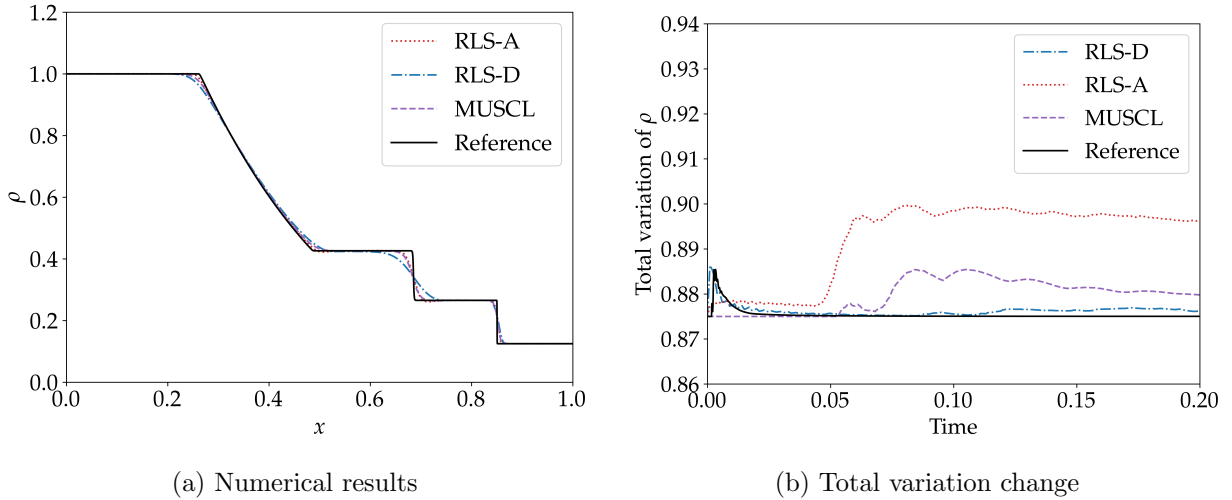 1.2
1.0
0.8
0.6
0.4
0.2
0.0
ρ
0.0
0.2
0.4
0.6
0.8
1.0
x
RLS-A
RLS-D
MUSCL
Reference
(a) Numerical results
0.94
0.93
0.92
0.91
0.90
0.89
0.88
0.87
0.86
Total variation of ρ
0.00
0.05
0.10
0.15
0.20
Time
RLS-D
RLS-A
MUSCL
Reference
(b) Total variation change